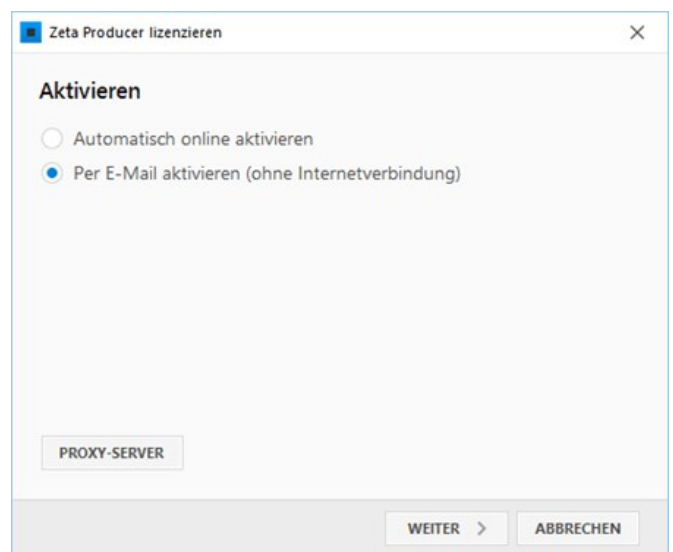 Zeta Producer lizenzieren
Aktivieren
Automatisch online aktivieren
Per E-Mail aktivieren (ohne Internetverbindung)
PROXY-SERVER
WEITER
ABBRECHEN